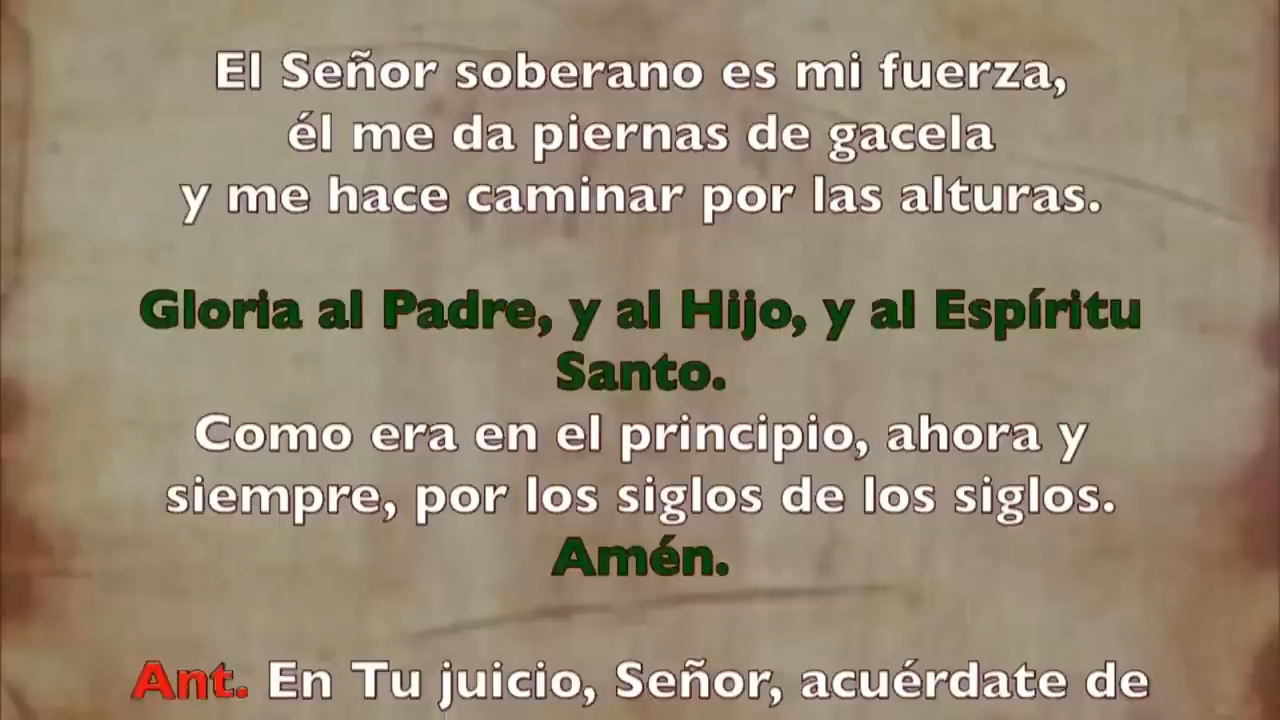 El Señor soberano es mi fuerza,
él me da piernas de gacela
y me hace caminar por las alturas.
Gloria al Padre, y al Hijo, y al Espíritu
Santo.
Como era en el principio, ahora y
siempre, por los siglos de los siglos.
Amén.
Ant. En Tu juicio, Señor, acuérdate de